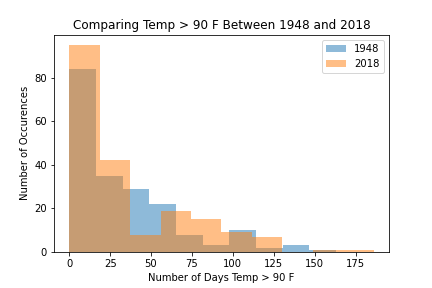 Comparing Temp > 90 F Between 1948 and 2018
1948
2018
Number of Occurences
80
60
40
20
0
0 25 50 75 100 125 150 175
Number of Days Temp > 90 F